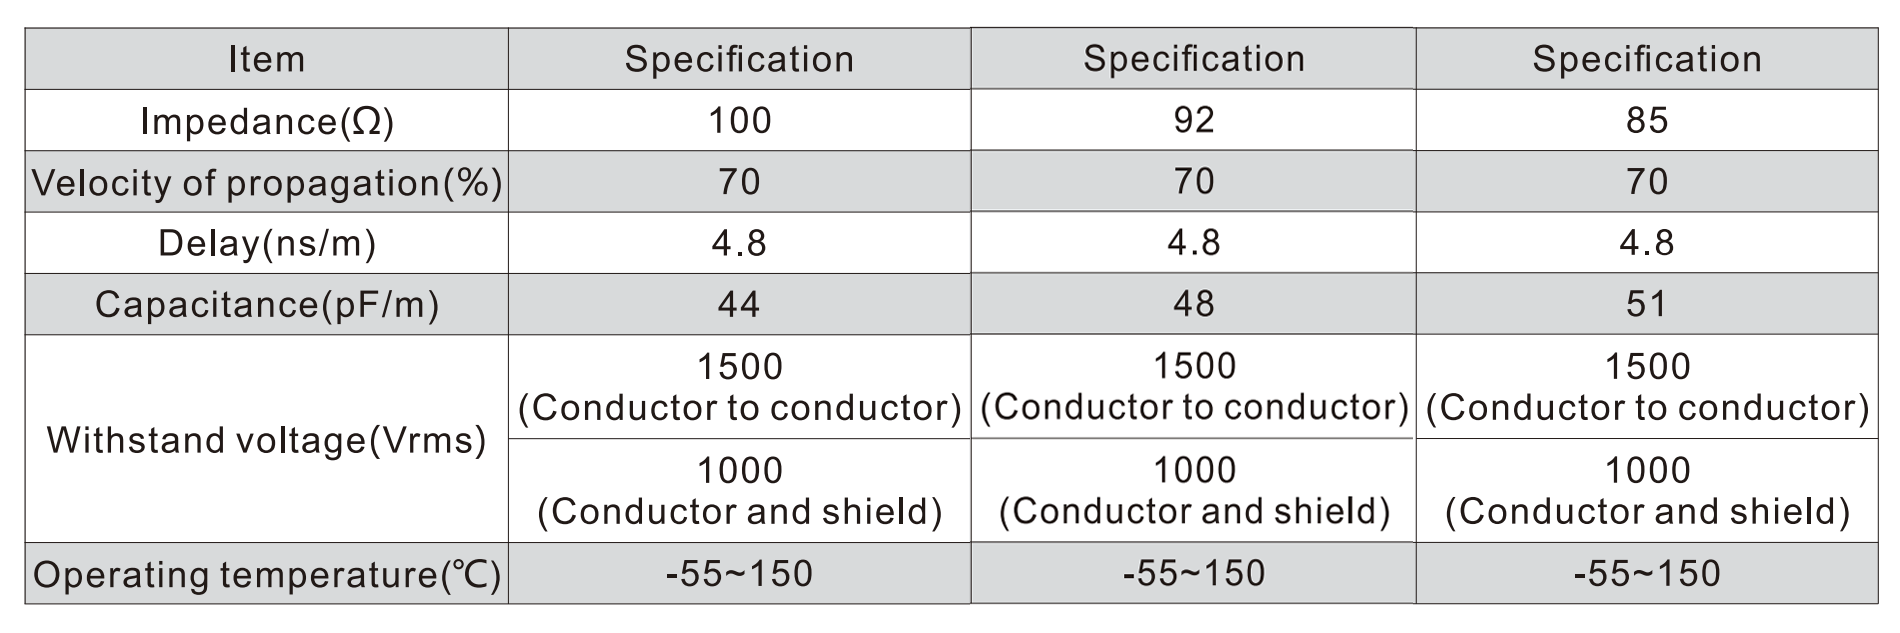 Item Specification Specification Specification
Impedance(Ω) 100 92 85
Velocity of propagation(%) 70 70 70
Delay(ns/m) 4.8 4.8 4.8
Capacitance(pF/m) 44 48 51
Withstand voltage(Vrms)
1500 1500 1500
(Conductor to conductor) (Conductor to conductor) (Conductor to conductor)
1000 1000 1000
(Conductor and shield) (Conductor and shield) (Conductor and shield)
Operating temperature(℃) -55~150 -55~150 -55~150